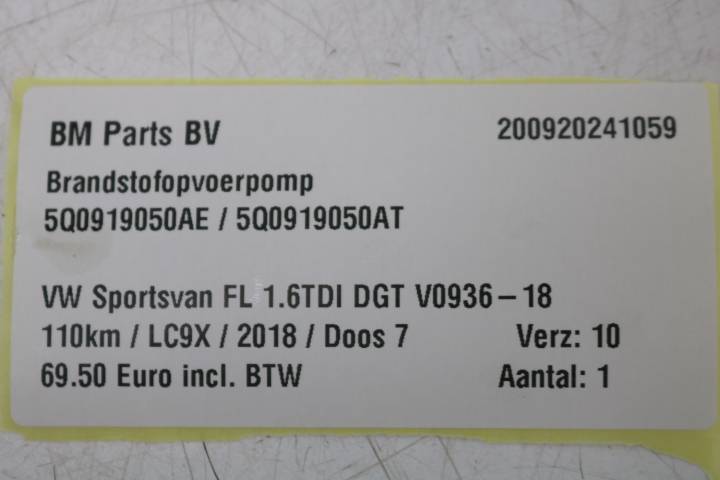 BM Parts BV 200920241059
Brandstofopvoerpomp
5Q0919050AE / 5Q0919050AT
VW Sportsvan FL 1.6TDI DGT V0936-18
110km / LC9X / 2018 / Doos 7 Verz: 10
69.50 Euro incl. BTW Aantal: 1